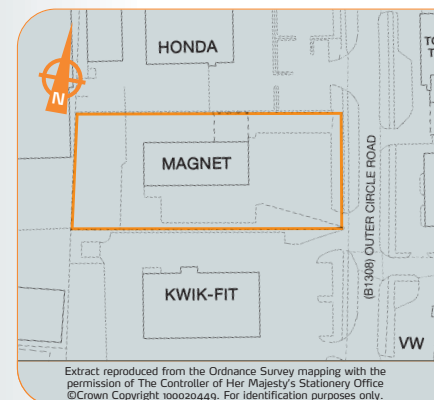 HONDA
TO
T
N
MAGNET
(B1308) OUTER CIRCLE ROAD
KWIK-FIT
VW
Extract reproduced from the Ordnance Survey mapping with the
permission of The Controller of Her Majesty's Stationery Office
©Crown Copyright 100020449. For identification purposes only.